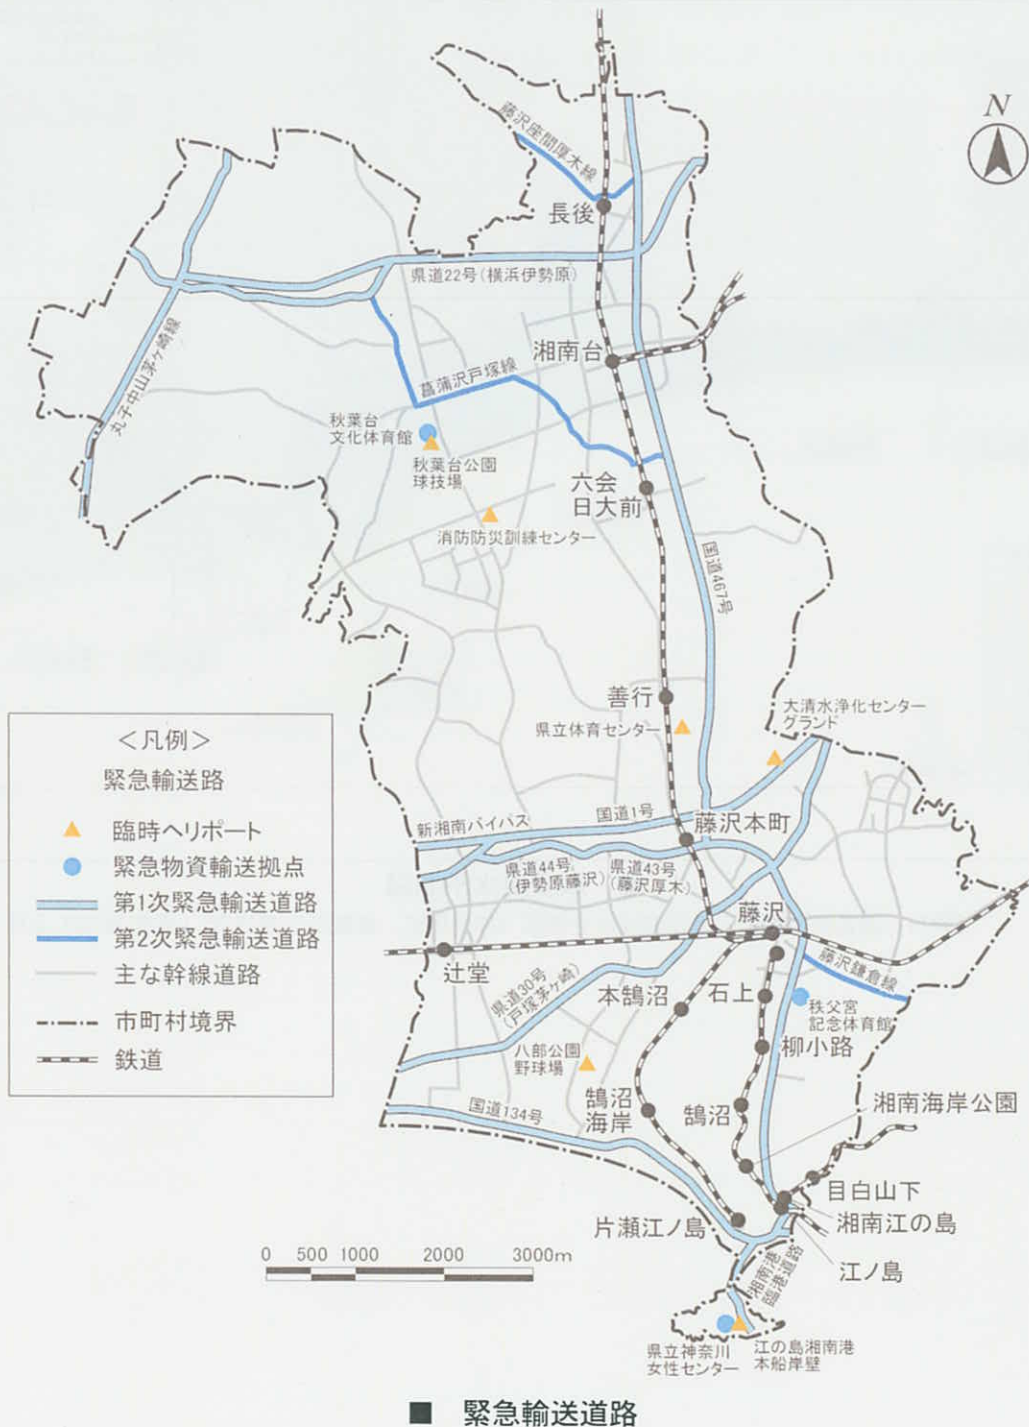 N
藤沢座間厚木線
長後
県道22号(横浜伊勢原)
丸子中山茅ケ崎線
湘南台
菖蒲沢戸塚線
秋葉台
文化体育館
秋葉台公園
球技場
六会
日大前
消防防災訓練センター
国道467号
善行
大清水浄化センター
グランド
県立体育センター
<凡例>
緊急輸送路
臨時ヘリポート
緊急物資輸送拠点
第1次緊急輸送道路
第2次緊急輸送道路
主な幹線道路
市町村境界
鉄道
新湘南バイパス
国道1号
藤沢本町
県道44号
(伊勢原藤沢)
県道43号
(藤沢厚木)
藤沢
辻堂
県道30号
(戸塚茅ケ崎)
藤沢鎌倉線
本鵠沼
石上
秩父宮
記念体育館
柳小路
八部公園
野球場
国道134号
鵠沼
海岸
鵠沼
湘南海岸公園
目白山下
湘南江の島
片瀬江ノ島
江ノ島
湘南港
臨港道路
0 500 1000 2000 3000m
県立神奈川
女性センター
江の島湘南港
本船岸壁
■ 緊急輸送道路